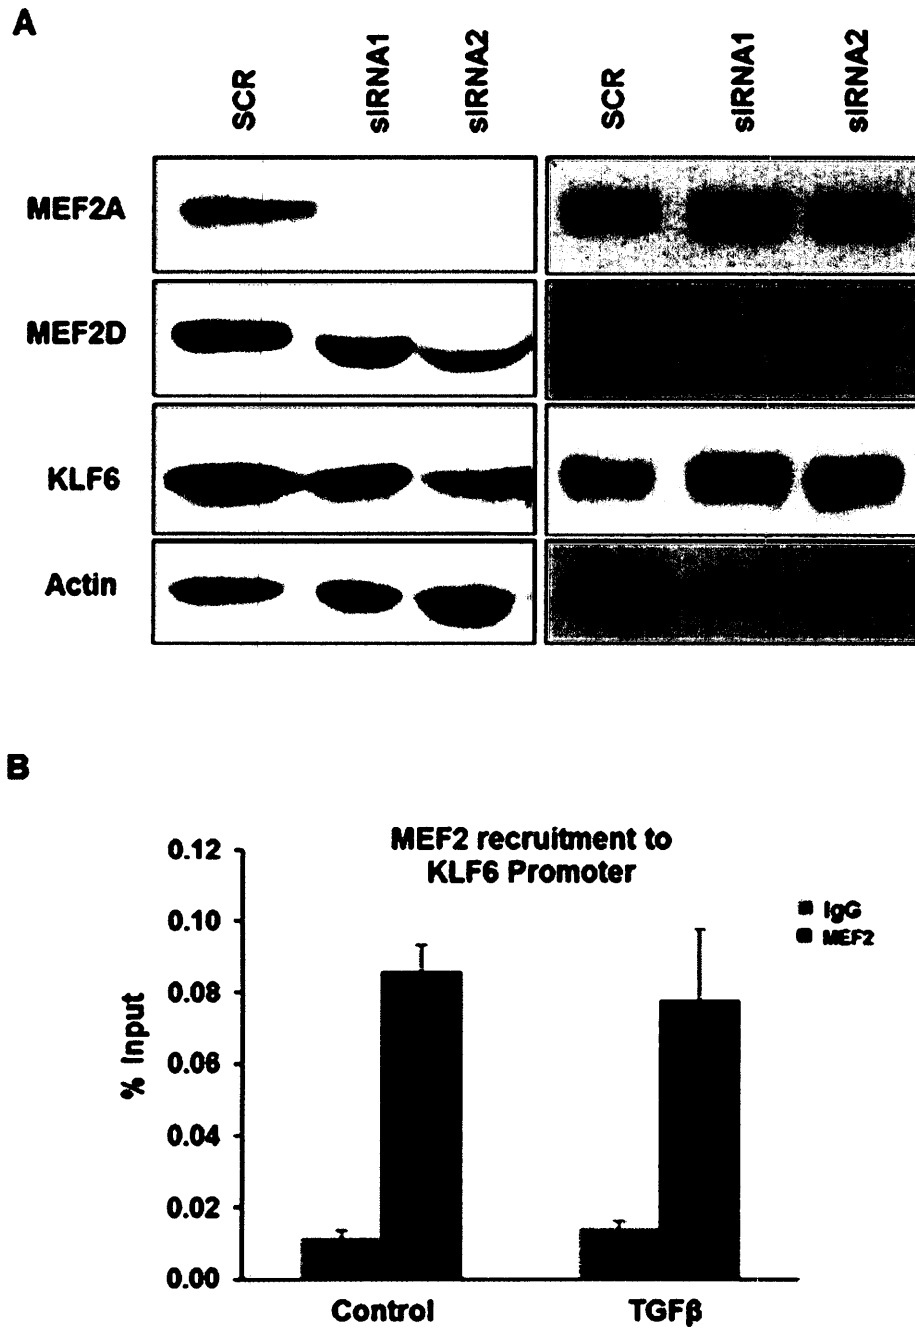 A
SCR siRNA1 siRNA2 SCR siRNA1 siRNA2
MEF2A
MEF2D
KLF6
Actin
B
MEF2 recruitment to
KLF6 Promoter
0.12
0.10
0.08
0.06
0.04
0.02
0.00
% Input
IgG
MEF2
Control TGFβ